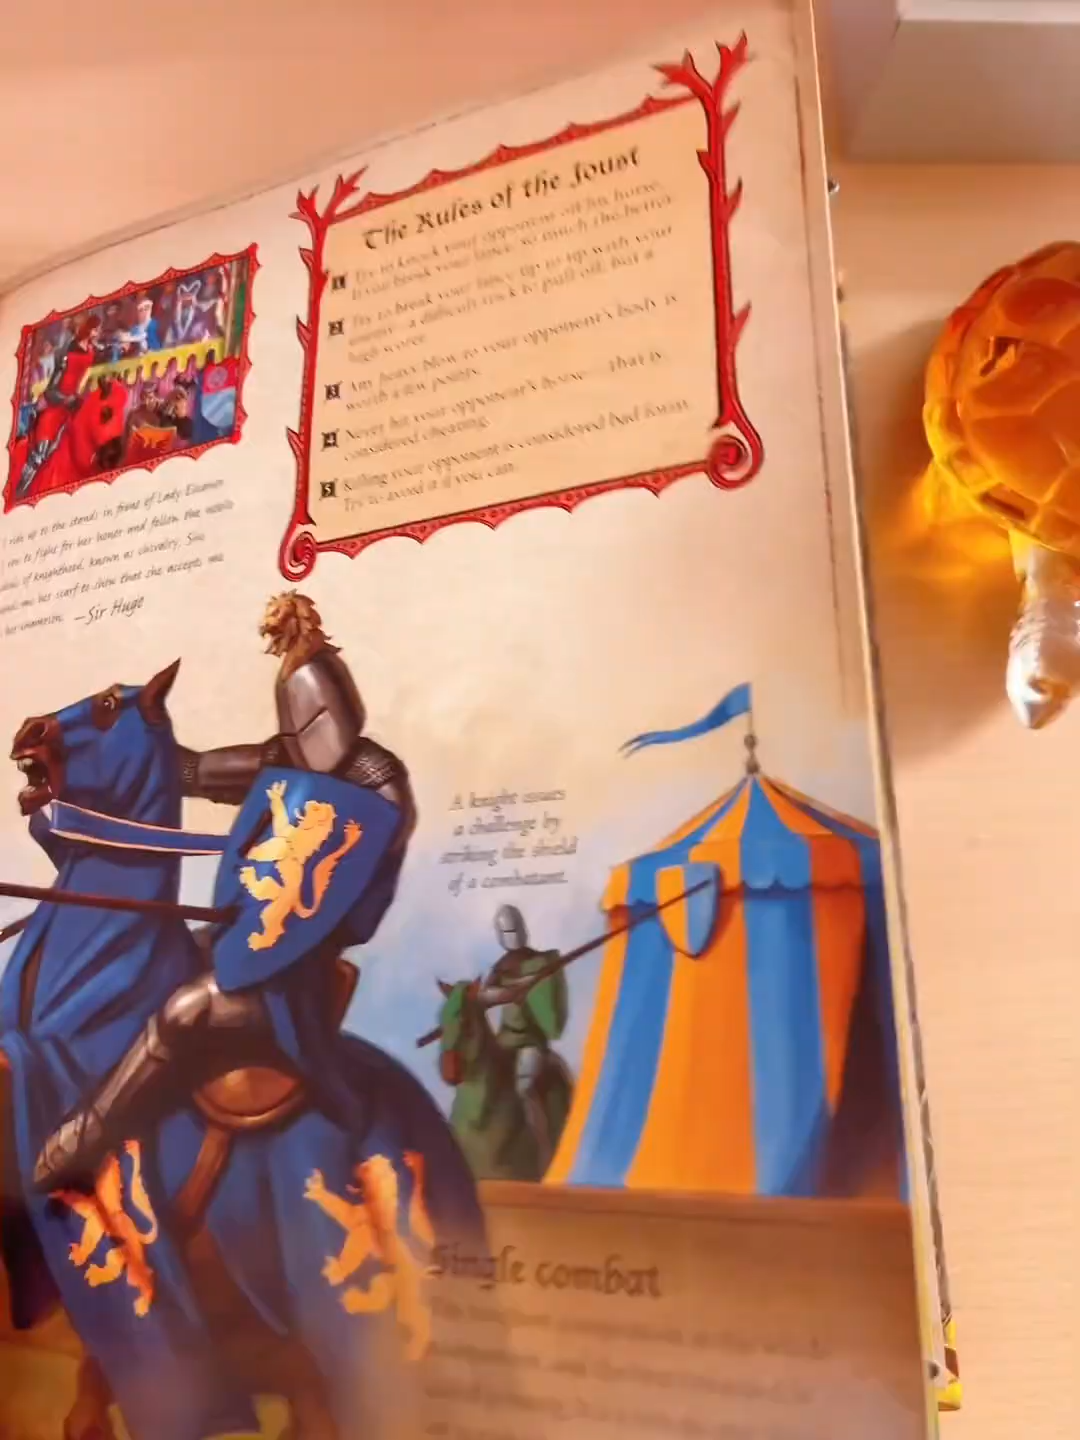 The Rules of the Joust
1 Try to knock your opponent off his horse.
If you break your lance, so much the better.
2 Try to break your lance tip to tip with your
enemy—a difficult trick to pull off, but a
high scorer.
3 Any heavy blow to your opponent's body is
worth a few points.
4 Never hit your opponent's horse—that is
considered cheating.
5 Killing your opponent is considered bad form.
Try to avoid it if you can.
I ride up to the stands in front of Lady Eleanor
to fight for her honor and follow the noble
of knighthood, known as chivalry. She
me her scarf to show that she accepts me
her champion. —Sir Hugo
A knight issues
a challenge by
striking the shield
of a combatant.
Single combat